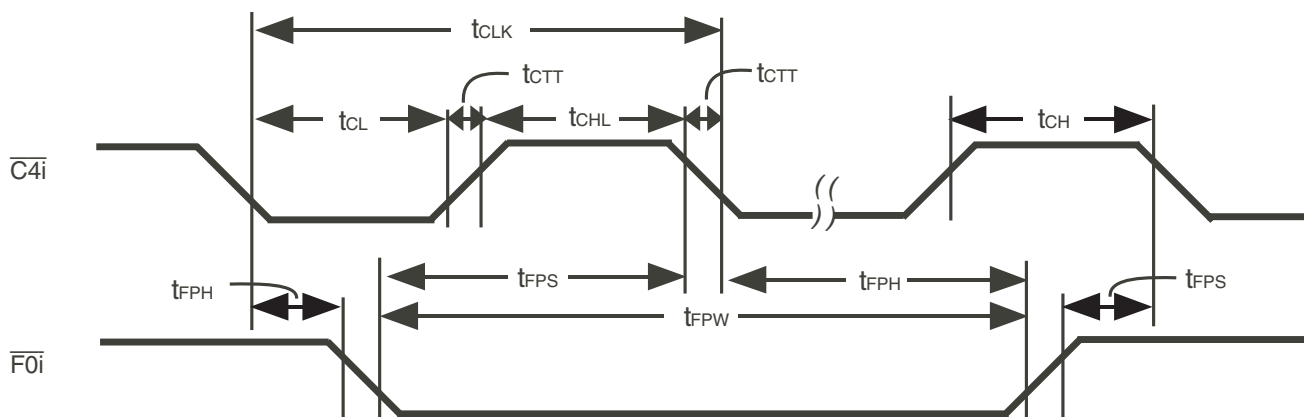 tCLK
tCTT
tCTT
tCL
tCHL
tCH
C4i
tFPS
tFPH
tFPH
tFPS
tFPW
F0i